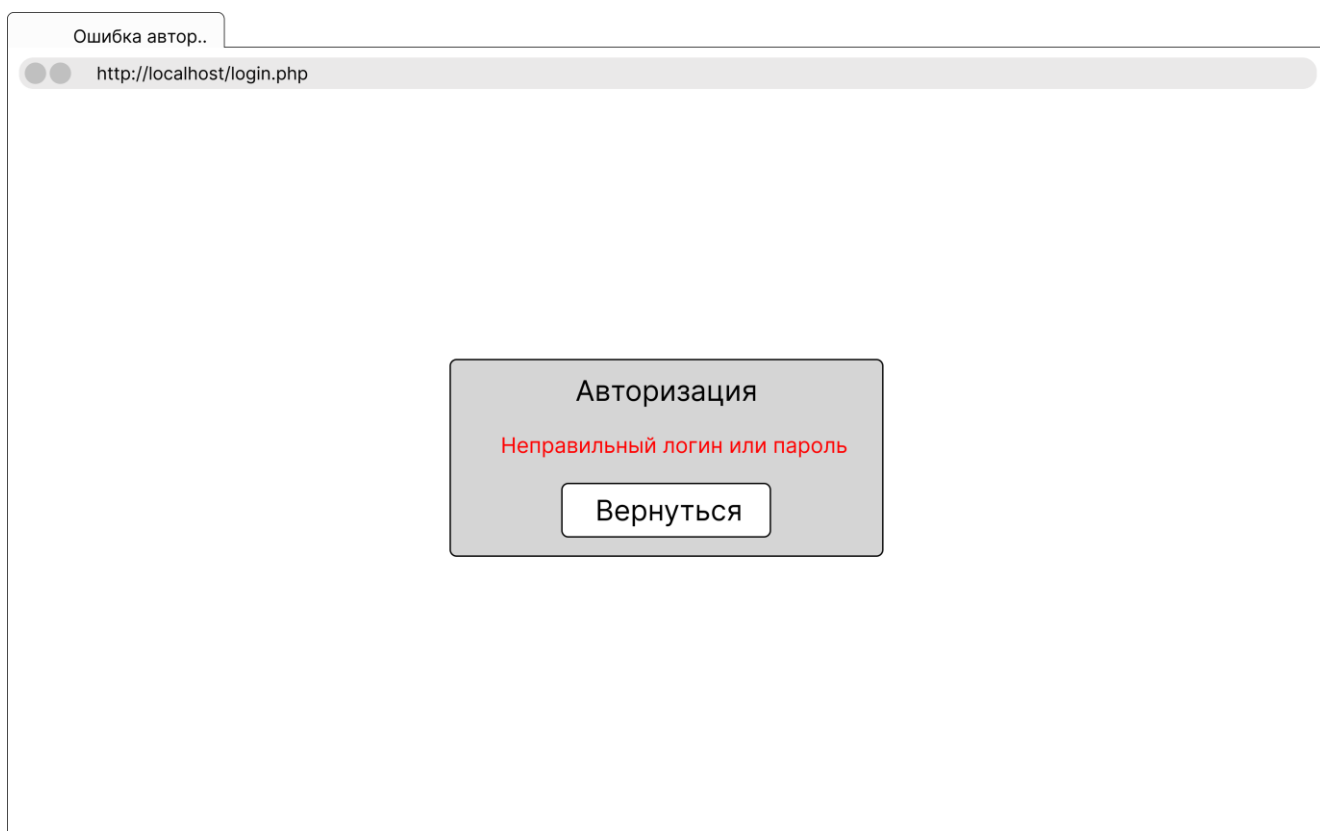 Ошибка автор..
http://localhost/login.php
Авторизация
Неправильный логин или пароль
Вернуться